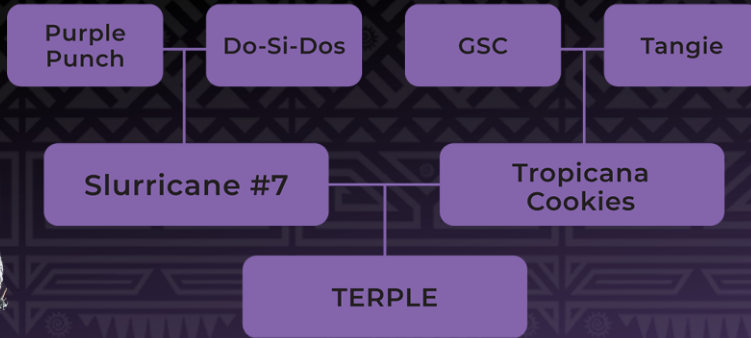 Purple
Punch
Do-Si-Dos
GSC
Tangie
Slurricane #7
Tropicana
Cookies
TERPLE